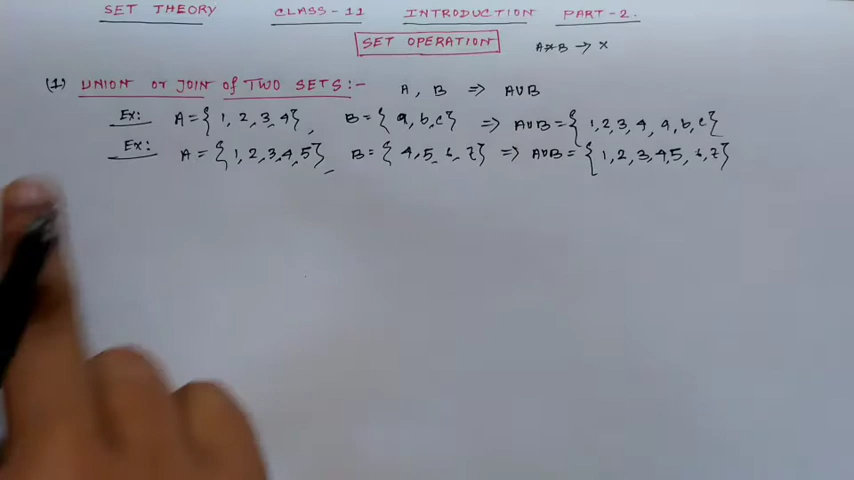 SET THEORY CLASS-11 INTRODUCTION PART-2.
SET OPERATION A*B → X
(1) UNION or JOIN of TWO SETS:- A, B ⇒ A∪B
Ex: A = {1, 2, 3, 4}, B = {a, b, c} ⇒ A∪B = {1, 2, 3, 4, a, b, c}
Ex: A = {1, 2, 3, 4, 5}, B = {4, 5, 6, 7} ⇒ A∪B = {1, 2, 3, 4, 5, 6, 7}